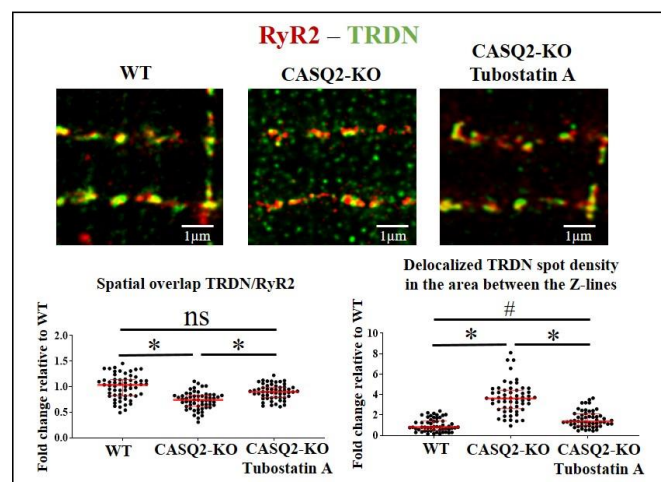 RyR2 – TRDN
WT
CASQ2-KO
CASQ2-KO
Tubostatin A
1μm
1μm
1μm
Spatial overlap TRDN/RyR2
Fold change relative to WT
2.0
1.5
1.0
0.5
0.0
ns
*
*
WT
CASQ2-KO
CASQ2-KO
Tubostatin A
Delocalized TRDN spot density
in the area between the Z-lines
Fold change relative to WT
10
8
6
4
2
0
#
*
*
WT
CASQ2-KO
CASQ2-KO
Tubostatin A